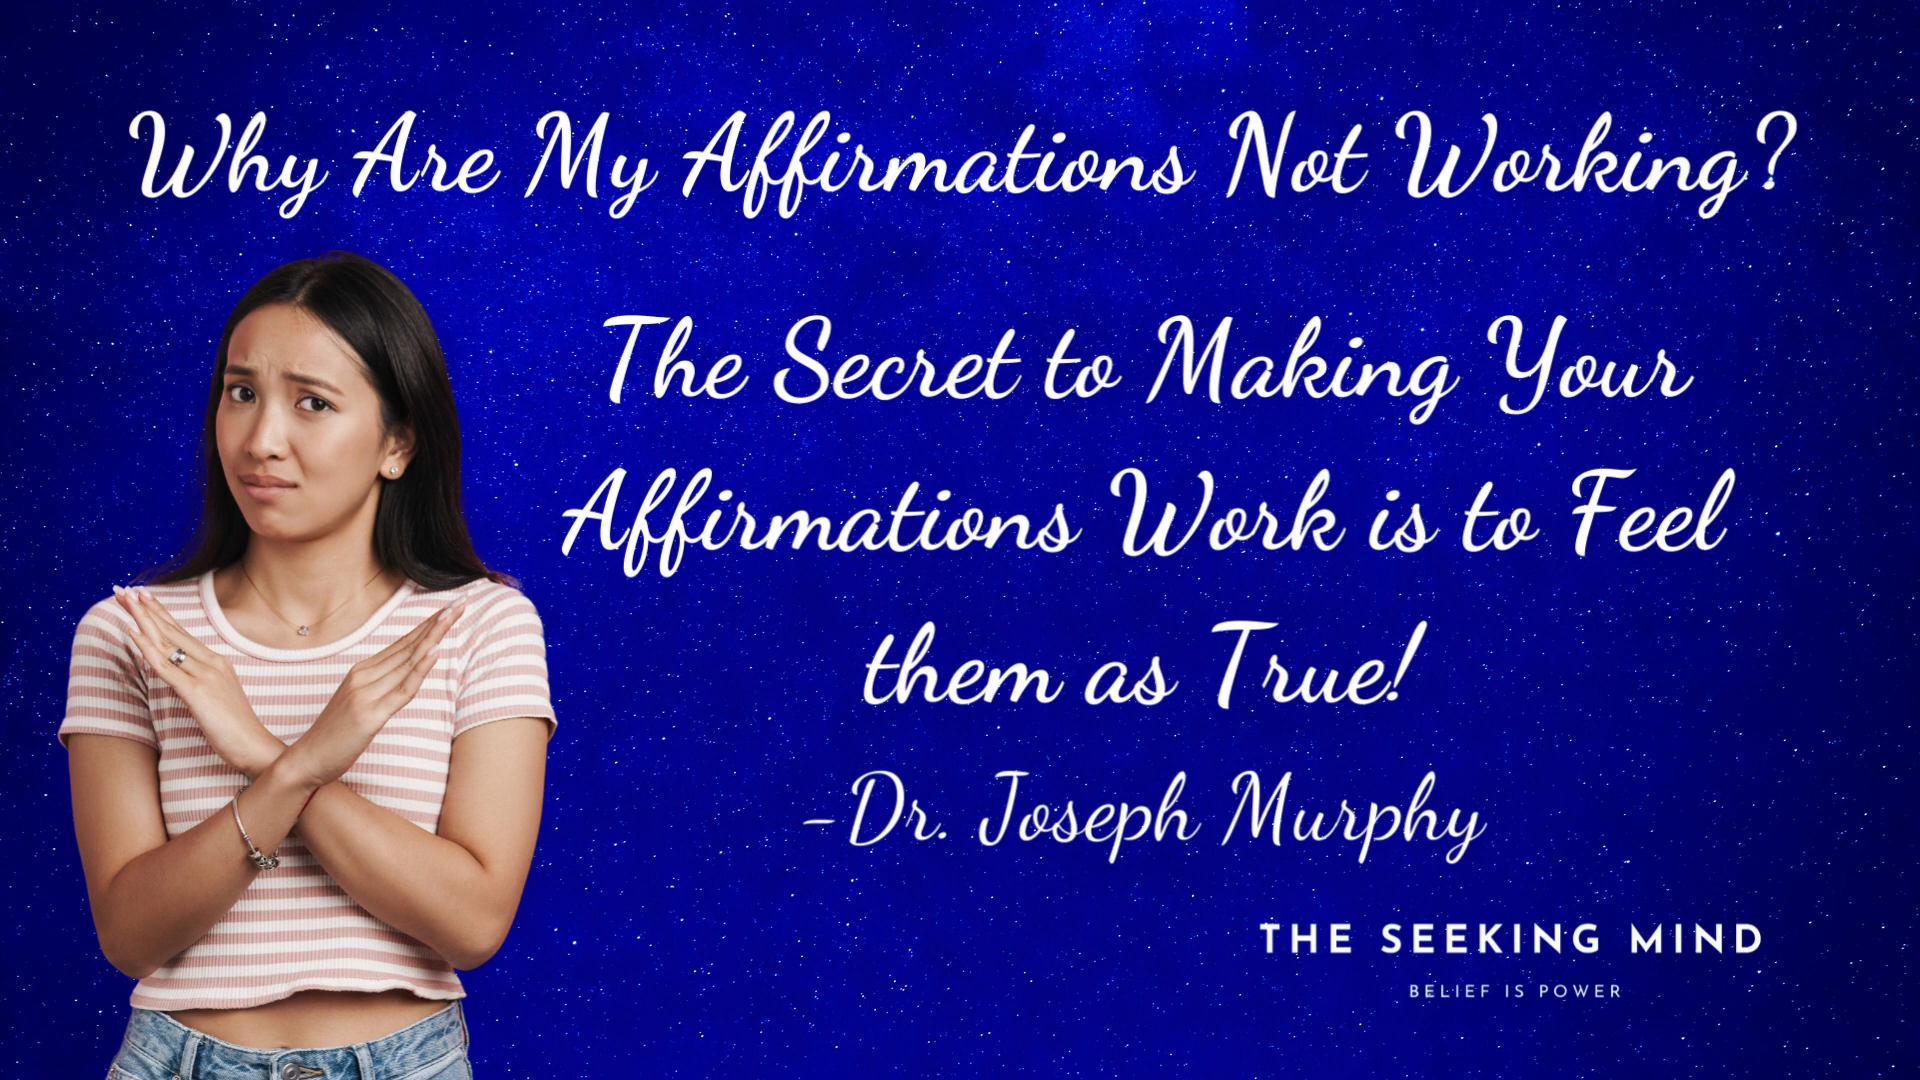 Why Are My Affirmations Not Working?
The Secret to Making Your
Affirmations Work is to Feel
them as True!
-Dr. Joseph Murphy
THE SEEKING MIND
BELIEF IS POWER